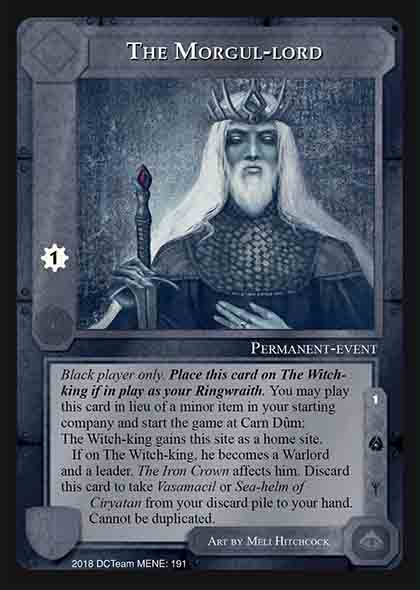 The Morgul-lord
1
Permanent-event
Black player only. Place this card on The Witch-
king if in play as your Ringwraith. You may play
this card in lieu of a minor item in your starting
company and start the game at Carn Dûm;
The Witch-king gains this site as a home site.
If on The Witch-king, he becomes a Warlord
and a leader. The Iron Crown affects him. Discard
this card to take Vasamacil or Sea-helm of
Ciryatan from your discard pile to your hand.
Cannot be duplicated.
1
Art by Meli Hitchcock
2018 DCTeam MENE: 191